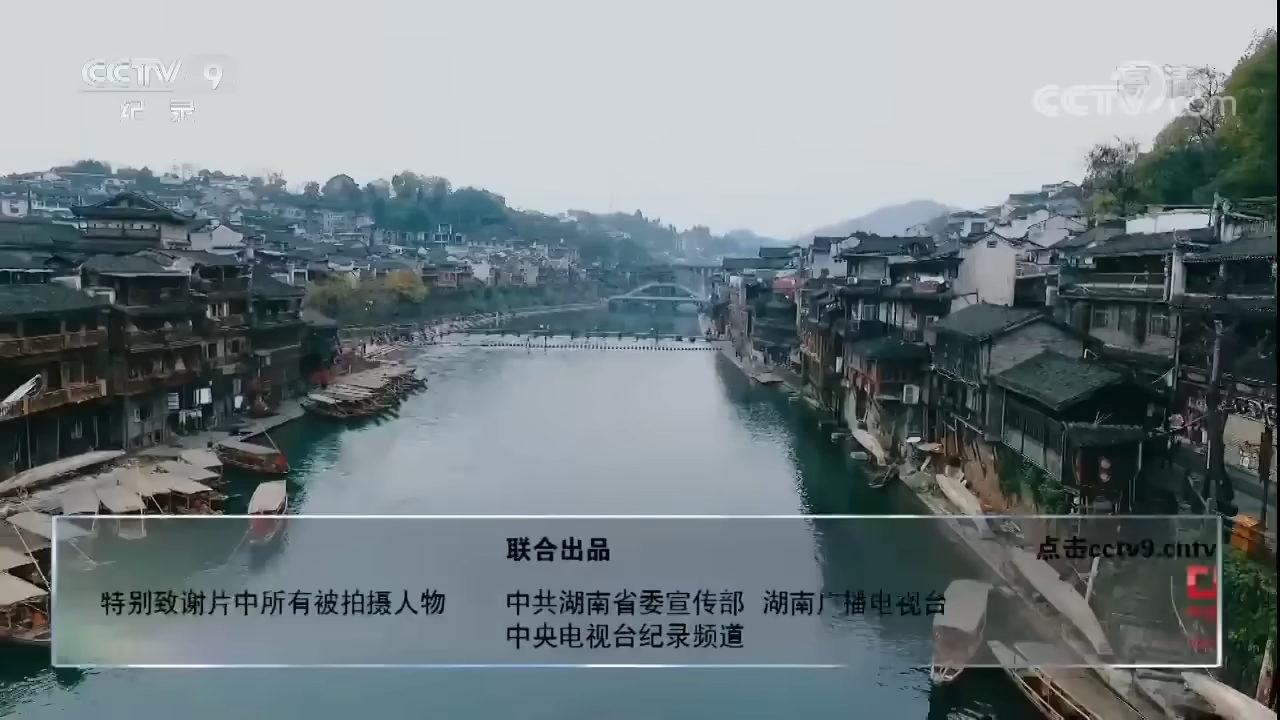 CCTV 9
纪 录
高清
CCTV.com
联合出品
点击cctv9.cntv
特别致谢片中所有被拍摄人物
中共湖南省委宣传部 湖南广播电视台
中央电视台纪录频道